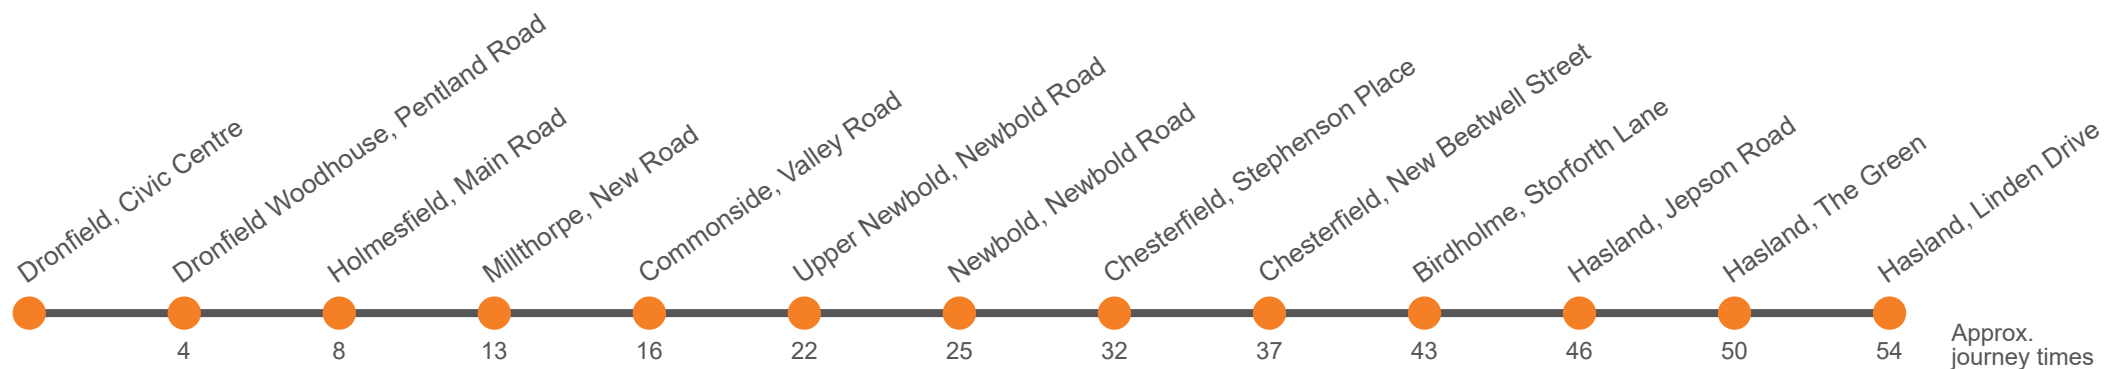 Dronfield, Civic Centre
Dronfield Woodhouse, Pentland Road
Holmesfield, Main Road
Millthorpe, New Road
Commonside, Valley Road
Upper Newbold, Newbold Road
Newbold, Newbold Road
Chesterfield, Stephenson Place
Chesterfield, New Beetwell Street
Birdholme, Storforth Lane
Hasland, Jepson Road
Hasland, The Green
Hasland, Linden Drive
4 8 13 16 22 25 32 37 43 46 50 54
Approx.
journey times